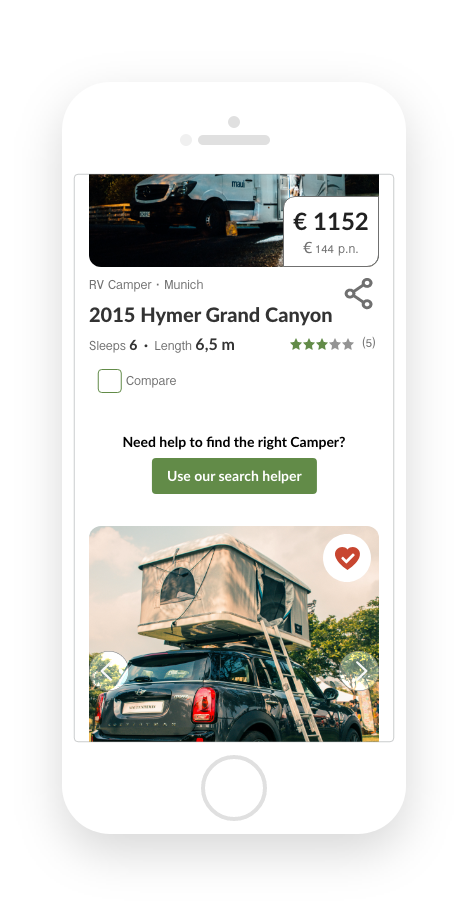 maui
€ 1152
€ 144 p.n.
RV Camper · Munich
2015 Hymer Grand Canyon
Sleeps 6 • Length 6,5 m
(5)
Compare
Need help to find the right Camper?
Use our search helper